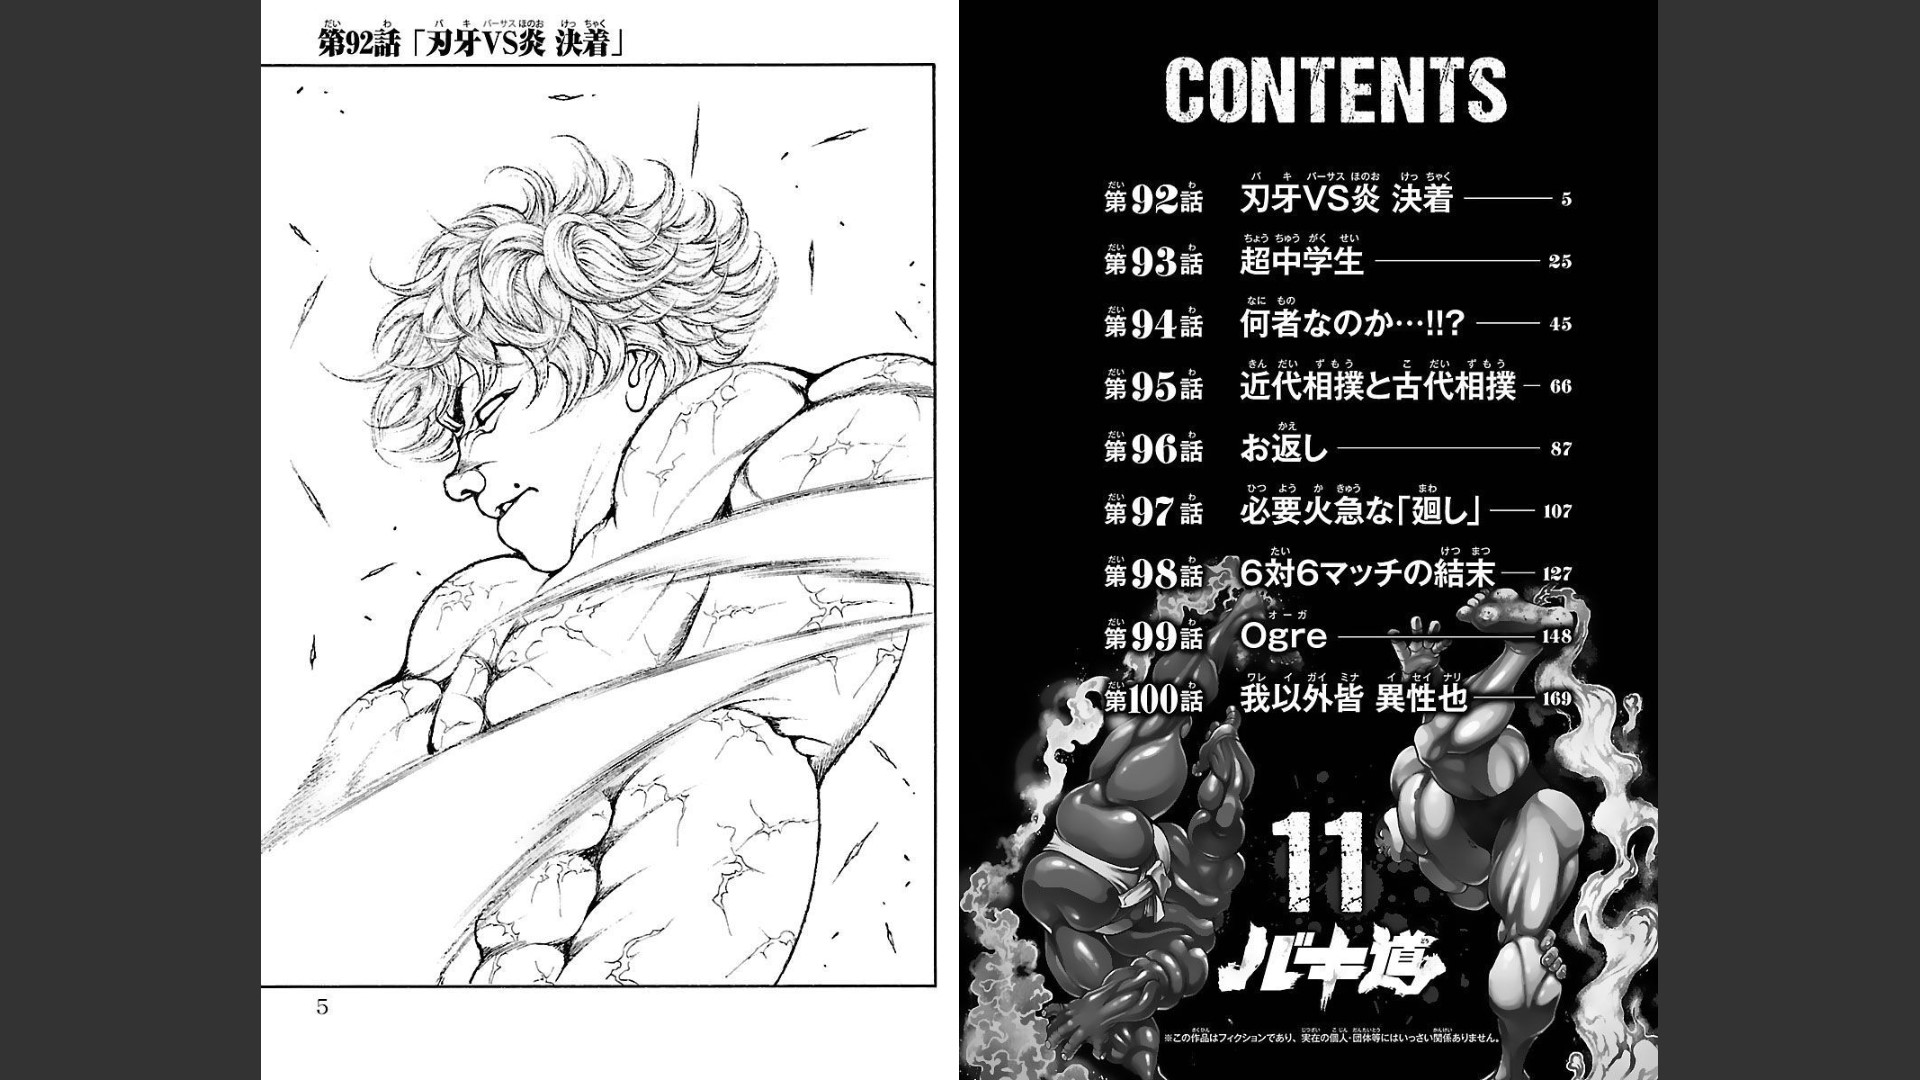 CONTENTS
第92話 刃牙VS炎 決着 5
第93話 超中学生 25
第94話 何者なのか…!!? 45
第95話 近代相撲と古代相撲 66
第96話 お返し 87
第97話 必要火急な「廻し」 107
第98話 6対6マッチの結末 127
第99話 Ogre 148
第100話 我以外皆 異性也 169
11
バキ道
※この作品はフィクションであり、実在の個人・団体等にはいっさい関係ありません。
第92話「刃牙VS炎 決着」
5